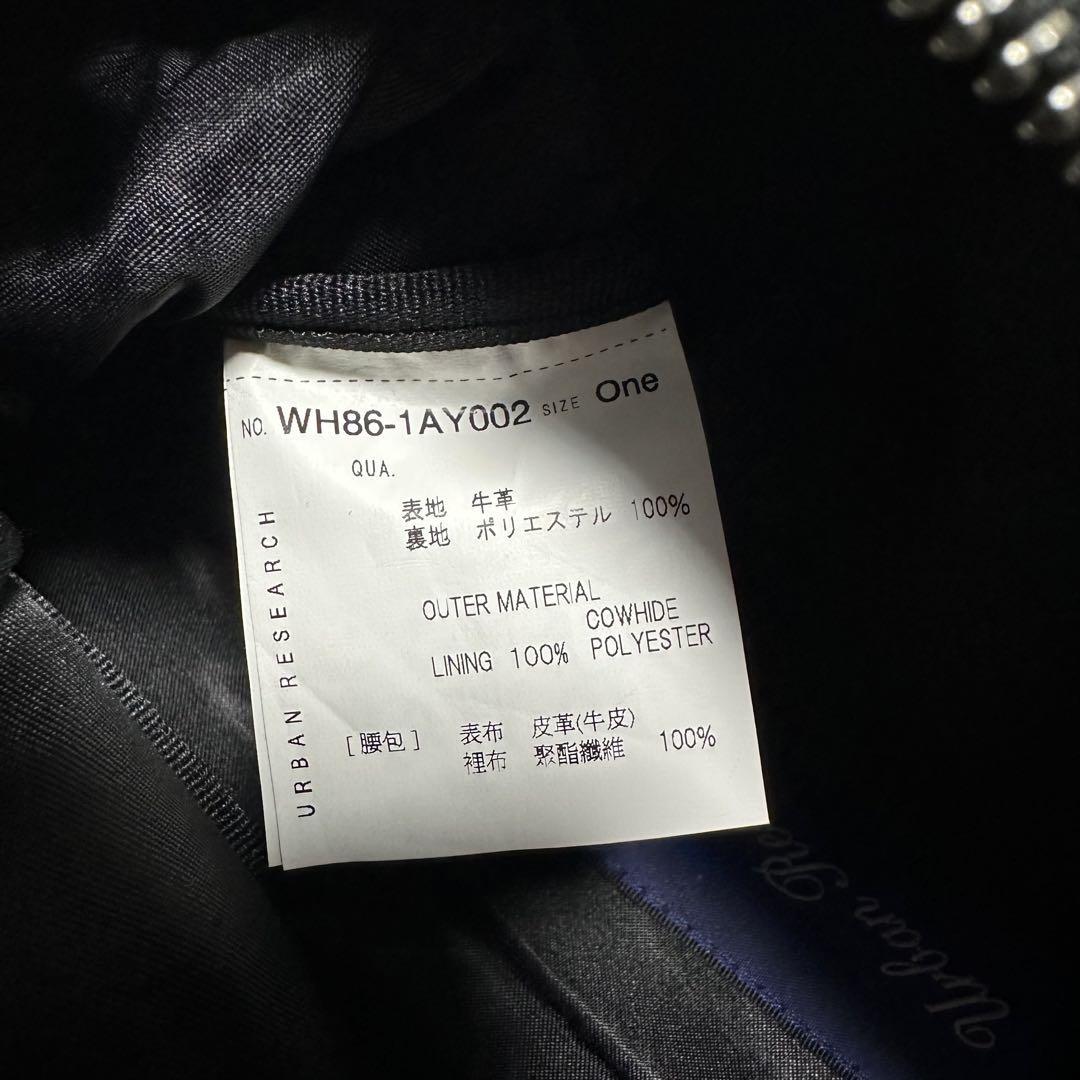 NO. WH86-1AY002 SIZE One
QUA.
表地 牛革
裏地 ポリエステル 100%
OUTER MATERIAL
COWHIDE
LINING 100% POLYESTER
[腰包] 表布 皮革(牛皮)
裡布 聚酯纖維 100%
URBAN RESEARCH
Urban Re